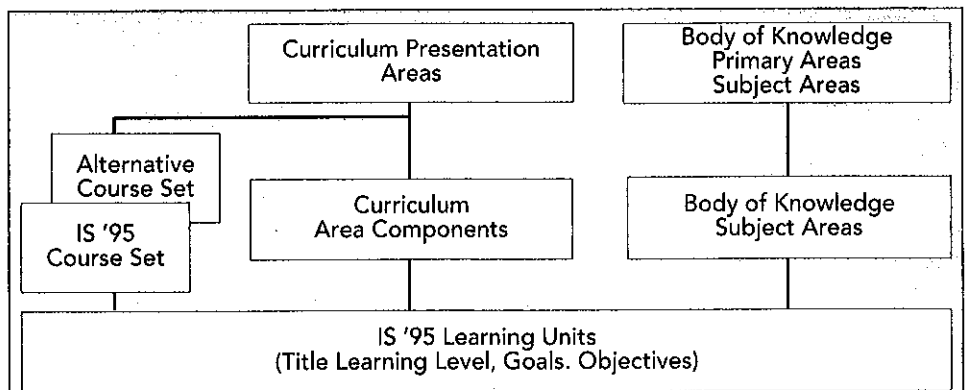 Curriculum Presentation
Areas
Body of Knowledge
Primary Areas
Subject Areas
Alternative
Course Set
IS '95
Course Set
Curriculum
Area Components
Body of Knowledge
Subject Areas
IS '95 Learning Units
(Title Learning Level, Goals. Objectives)